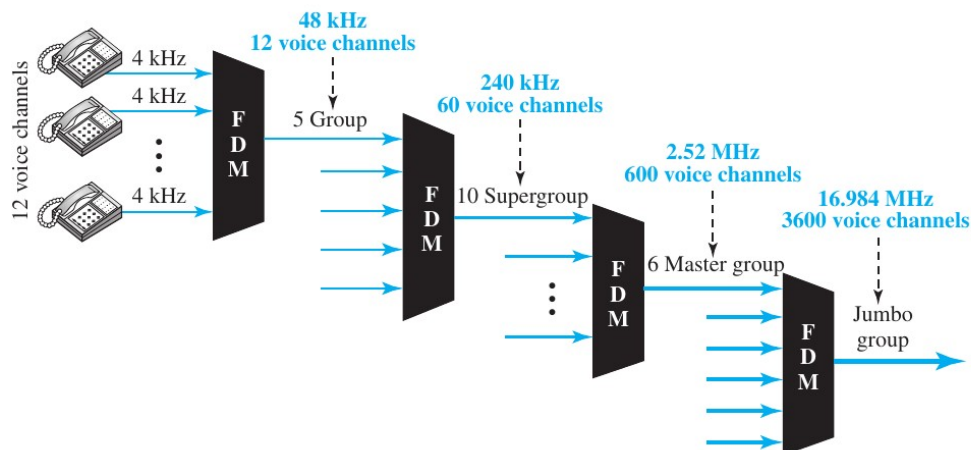 12 voice channels
4 kHz
4 kHz
4 kHz
F
D
M
48 kHz
12 voice channels
5 Group
F
D
M
240 kHz
60 voice channels
10 Supergroup
F
D
M
2.52 MHz
600 voice channels
6 Master group
F
D
M
16.984 MHz
3600 voice channels
Jumbo
group